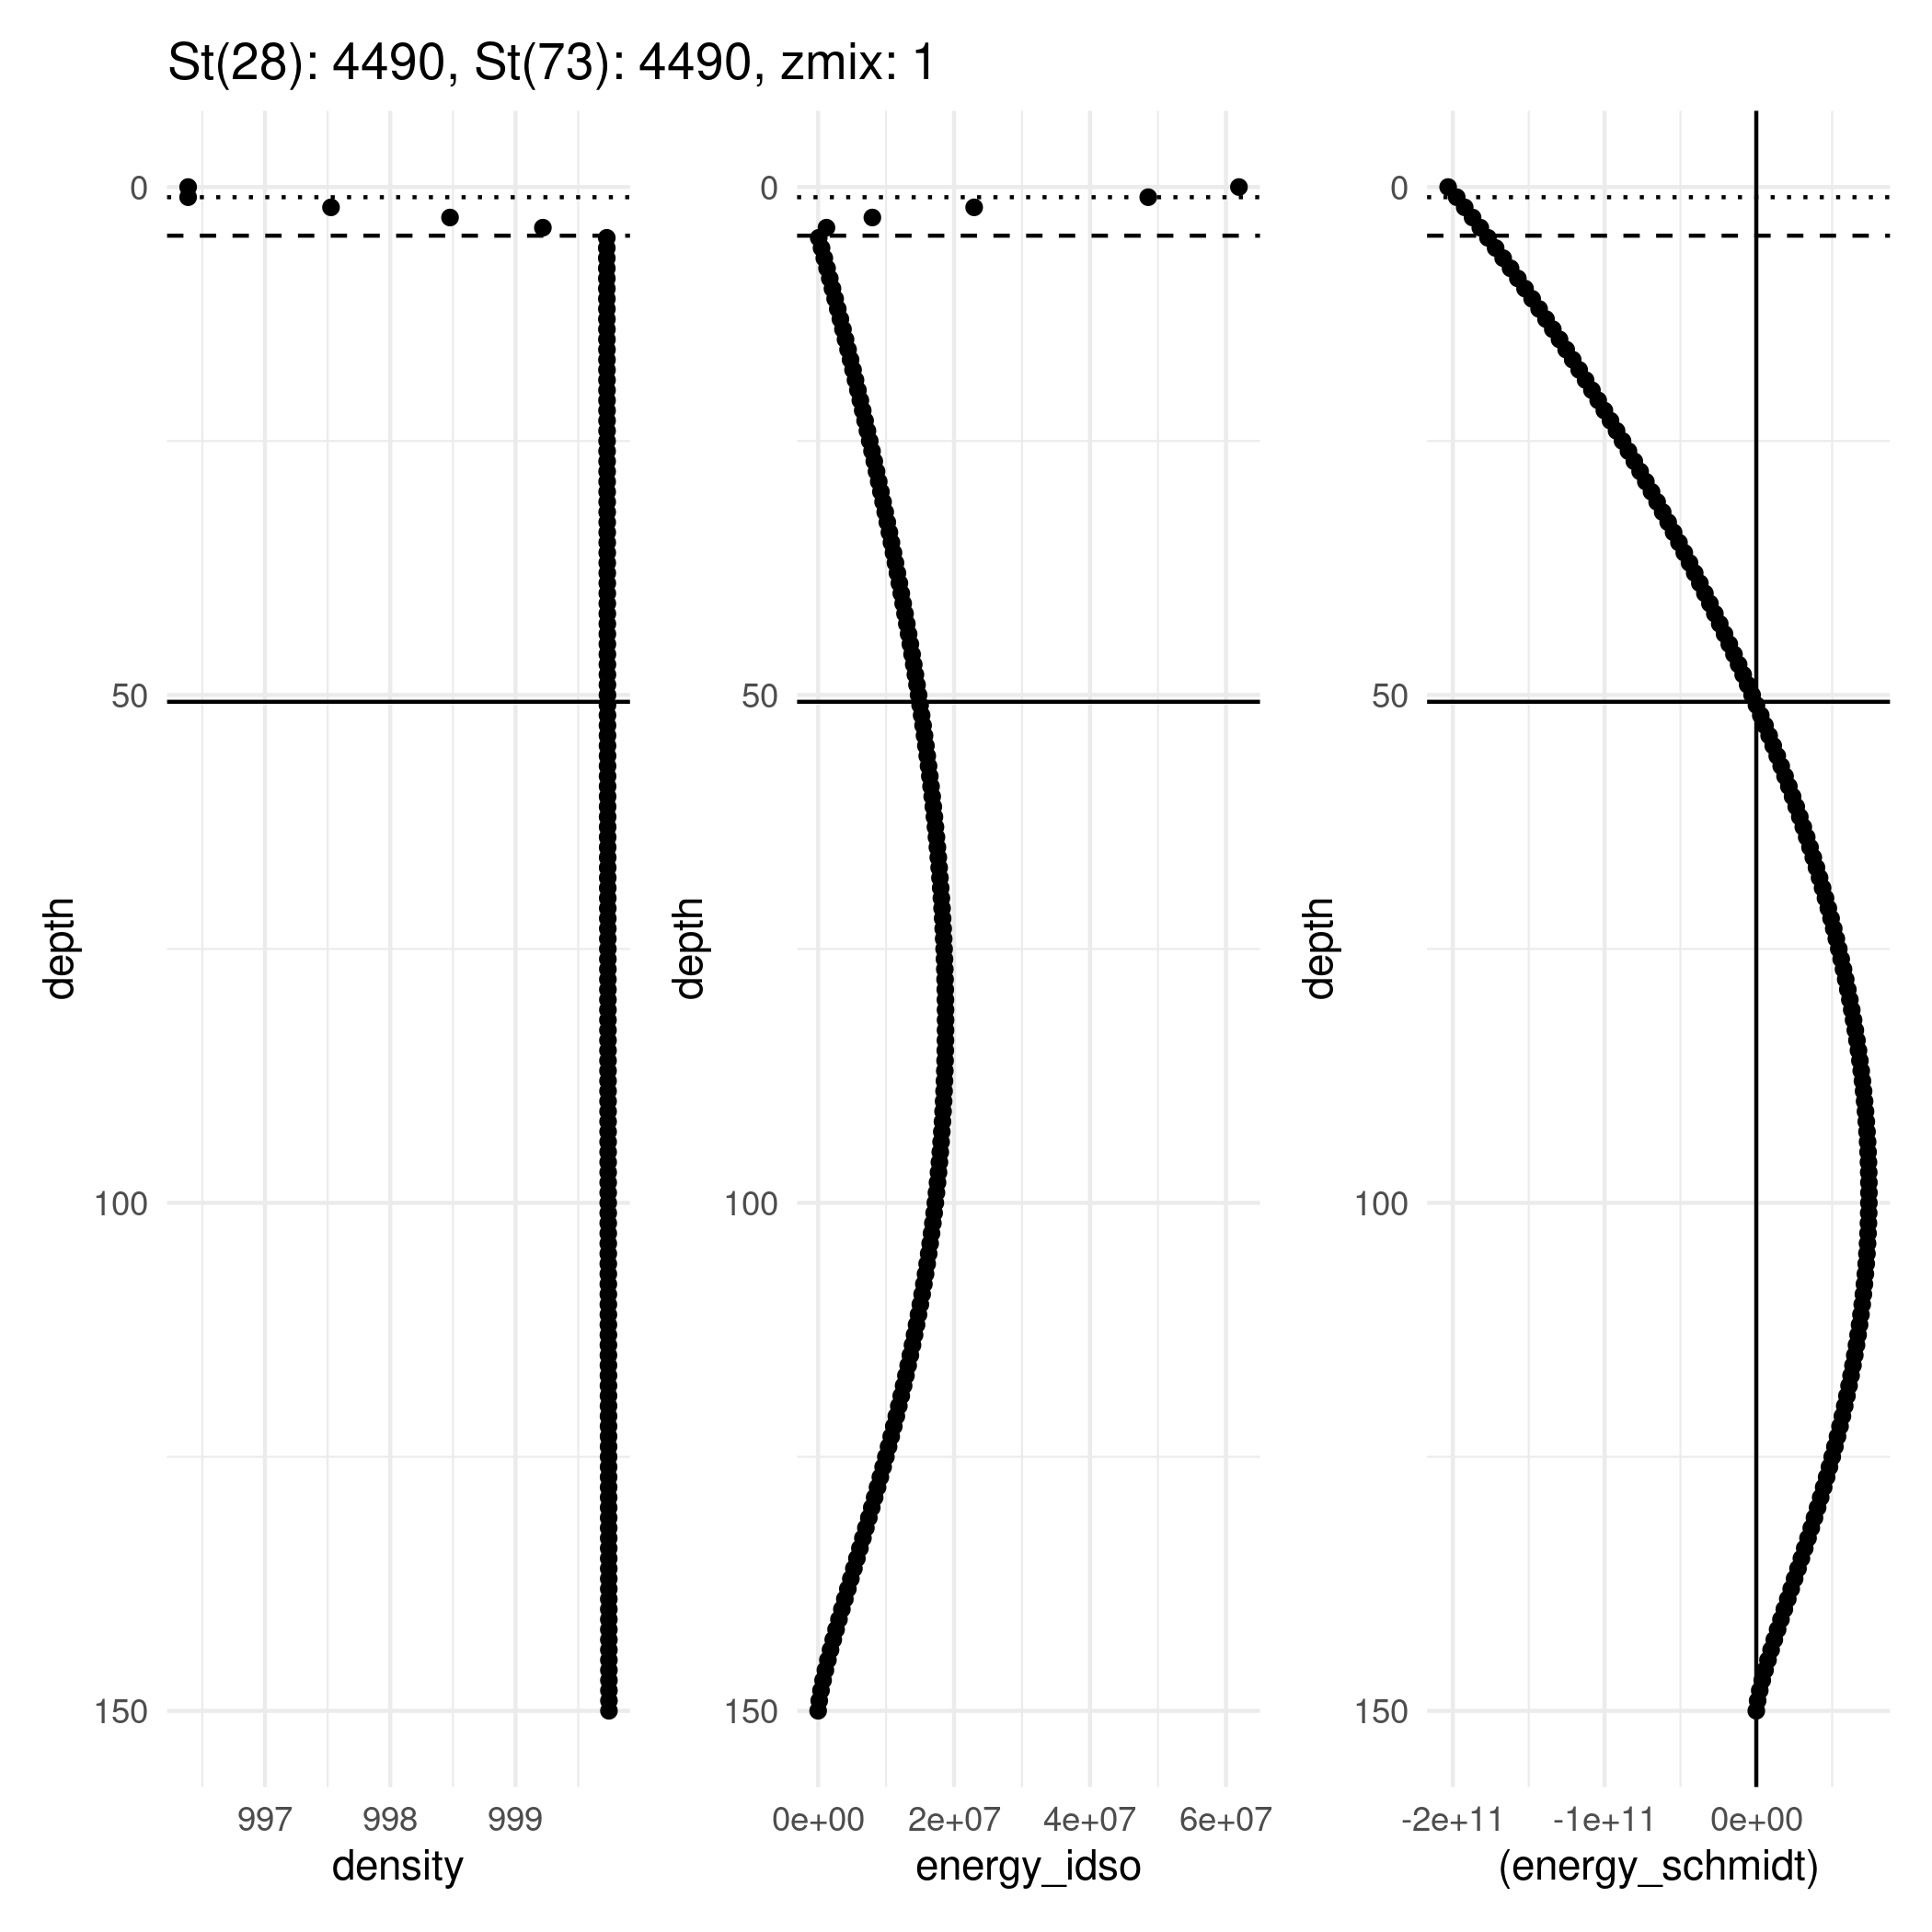 St(28): 4490, St(73): 4490, zmix: 1
0
50
100
150
depth
997 998 999
density
0
50
100
150
depth
0e+00 2e+07 4e+07 6e+07
energy_idso
0
50
100
150
depth
-2e+11 -1e+11 0e+00
(energy_schmidt)